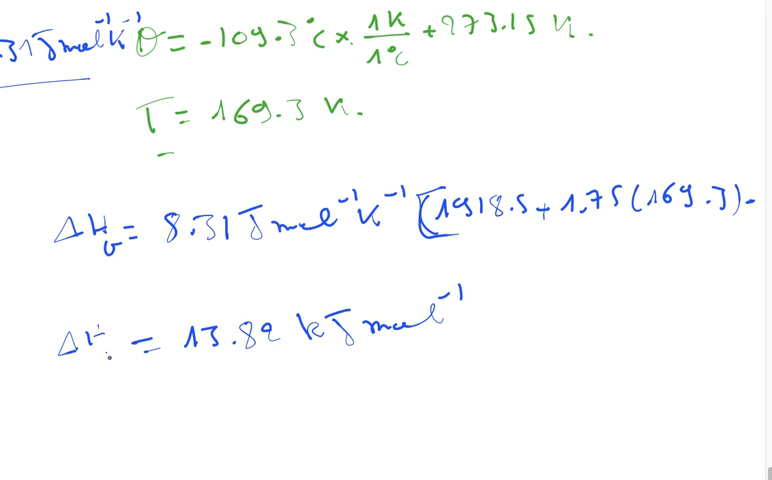 .31 J mol⁻¹ K⁻¹ θ = -109.3°C × 1K/1°C + 273.15 K.
T = 169.3 K.
ΔH_b = 8.31 J mol⁻¹ K⁻¹ [1918.5 + 1.75(169.3) -
ΔH = 13.82 kJ mol⁻¹